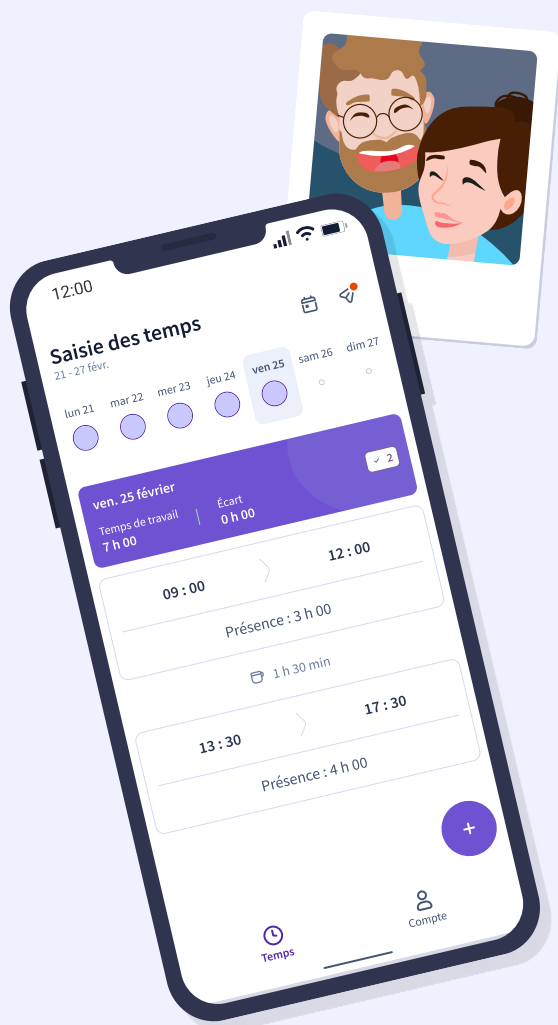 12:00
Saisie des temps
21 - 27 févr.
lun 21 mar 22 mer 23 jeu 24 ven 25 sam 26 dim 27
ven. 25 février
2
Temps de travail Écart
7 h 00 0 h 00
09 : 00 12 : 00
Présence : 3 h 00
1 h 30 min
13 : 30 17 : 30
Présence : 4 h 00
+
Temps Compte